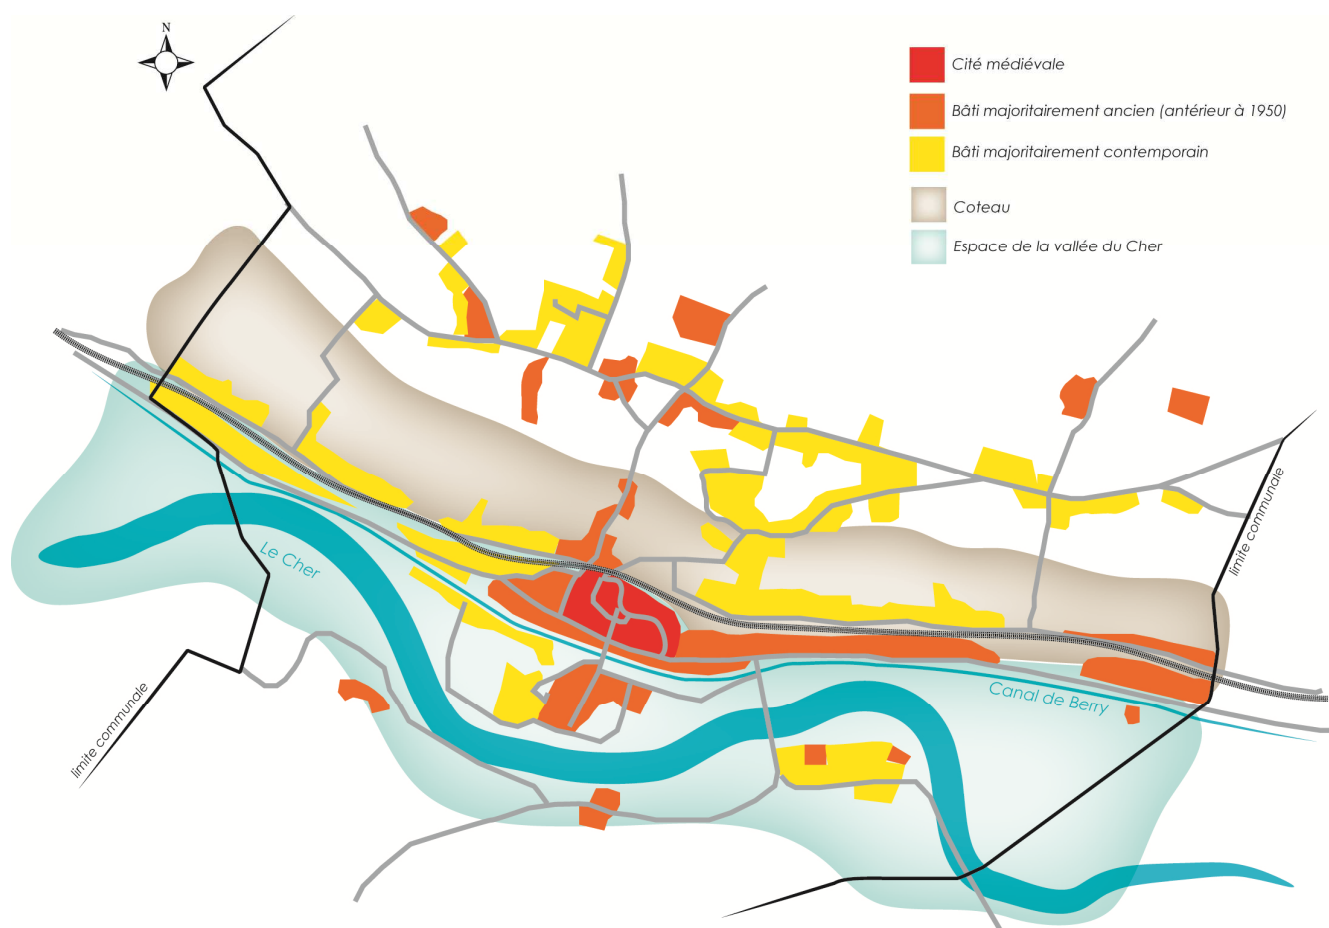 N
Cité médiévale
Bâti majoritairement ancien (antérieur à 1950)
Bâti majoritairement contemporain
Coteau
Espace de la vallée du Cher
limite communale
Le Cher
Canal de Berry
limite communale